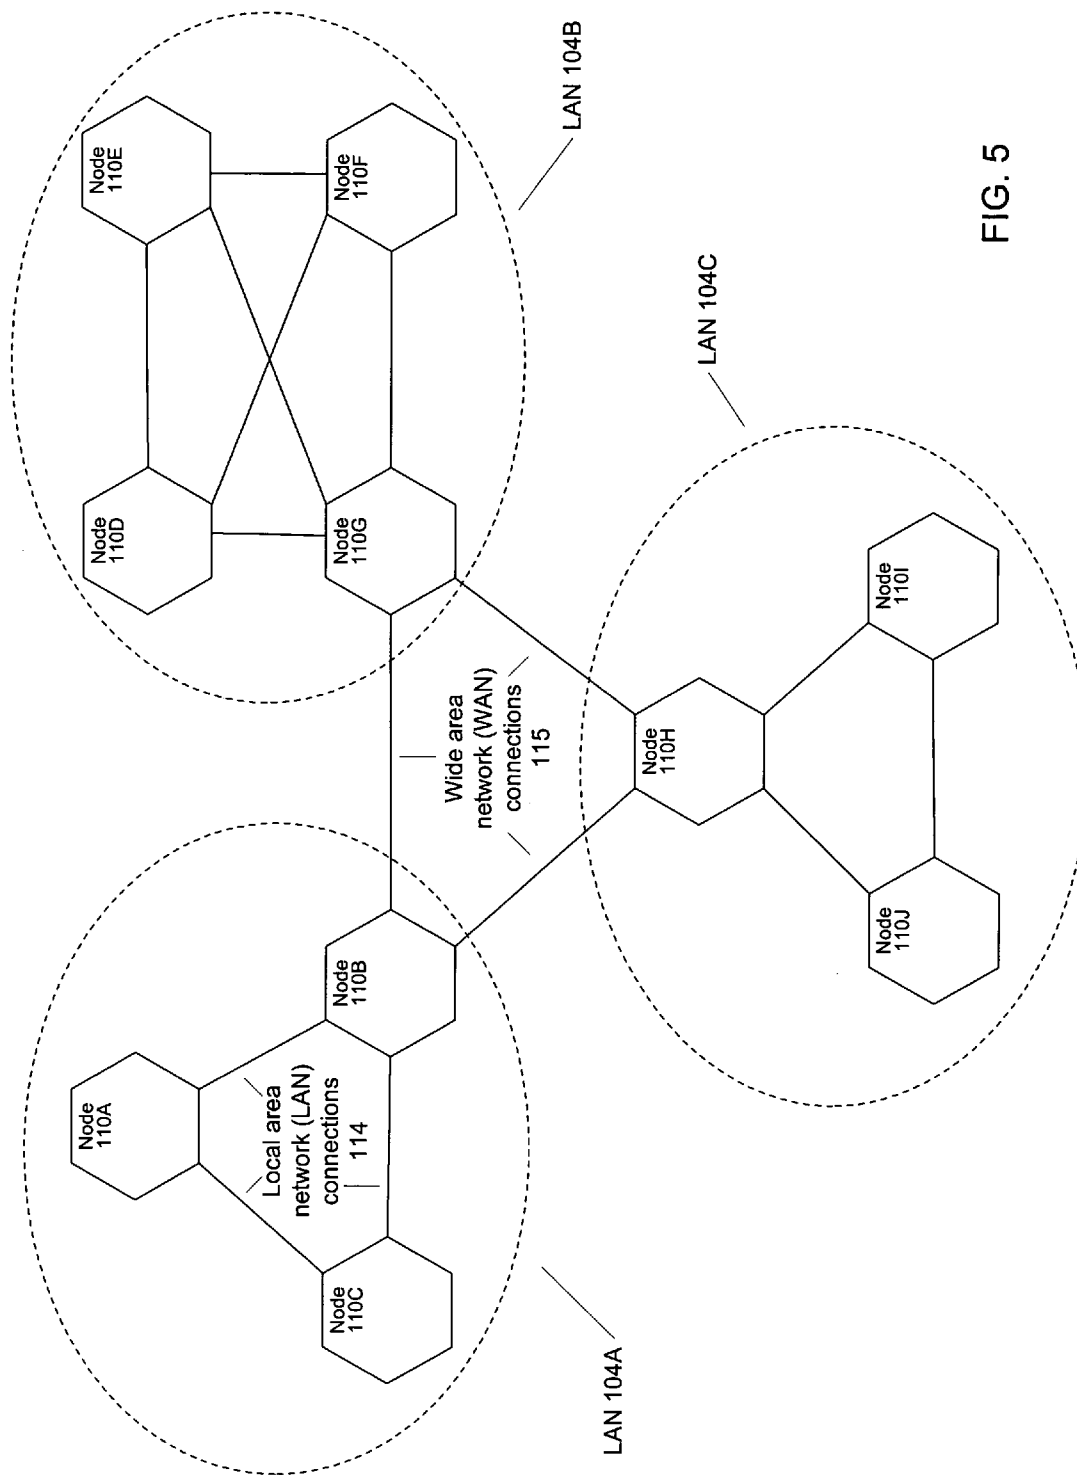 Node
110A
Node
110C
Node
110B
Local area
network (LAN)
connections
114
LAN 104A
Node
110D
Node
110E
Node
110G
Node
110F
LAN 104B
Wide area
network (WAN)
connections
115
Node
110H
Node
110J
Node
110I
LAN 104C
FIG. 5